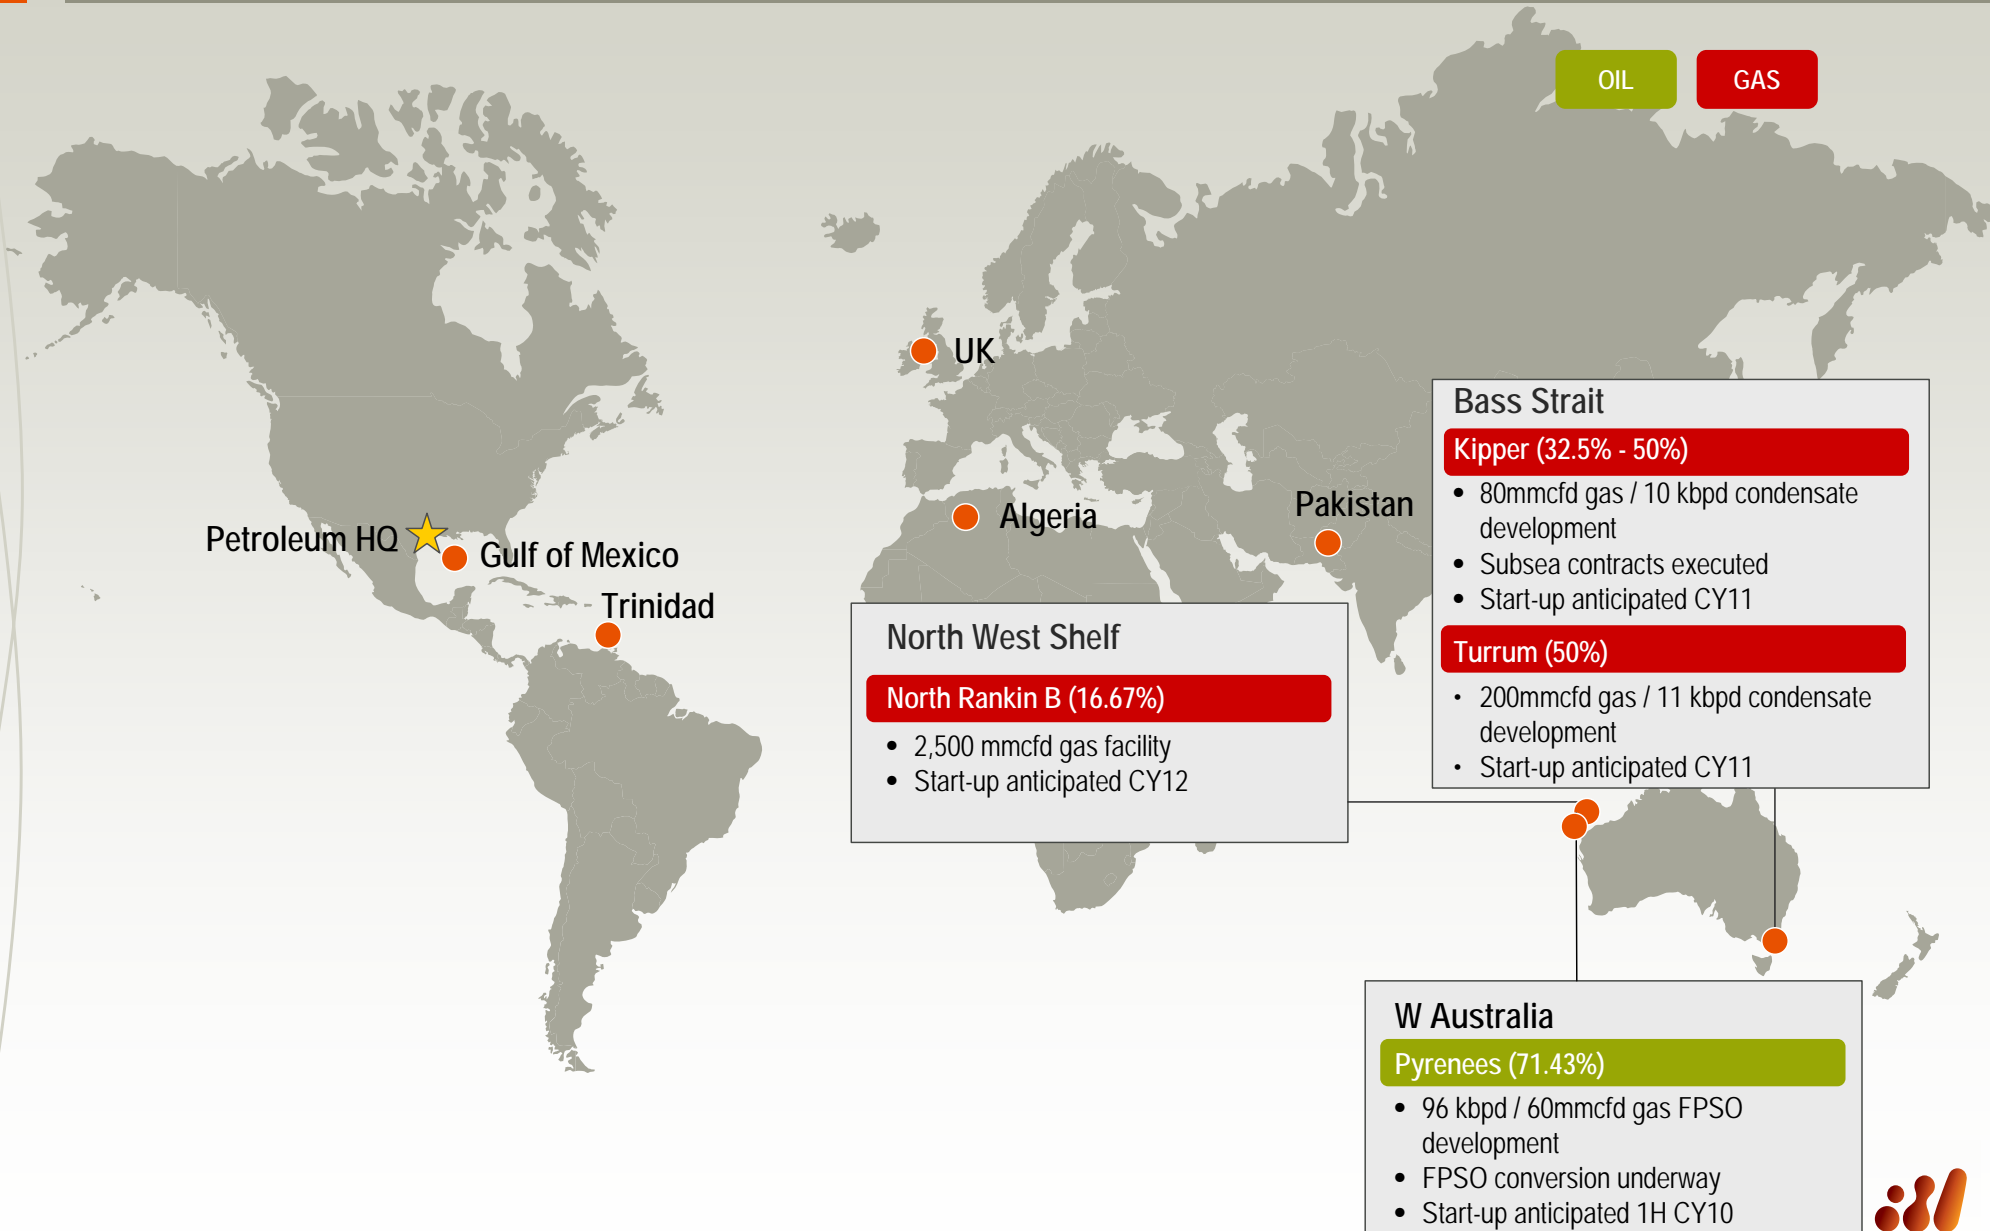 OIL
GAS
UK
Algeria
Pakistan
Petroleum HQ
Gulf of Mexico
Trinidad
Bass Strait
Kipper (32.5% - 50%)
• 80mmcfd gas / 10 kbpd condensate
development
• Subsea contracts executed
• Start-up anticipated CY11
Turrum (50%)
• 200mmcfd gas / 11 kbpd condensate
development
• Start-up anticipated CY11
North West Shelf
North Rankin B (16.67%)
• 2,500 mmcfd gas facility
• Start-up anticipated CY12
W Australia
Pyrenees (71.43%)
• 96 kbpd / 60mmcfd gas FPSO
development
• FPSO conversion underway
• Start-up anticipated 1H CY10